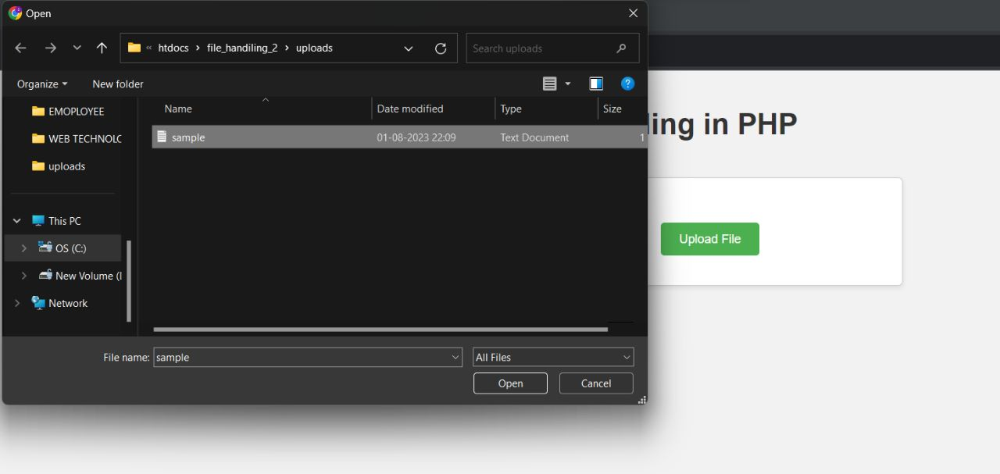 Open
« htdocs › file_handiling_2 › uploads
Search uploads
Organize
New folder
?
Name
Date modified
Type
Size
EMOPLOYEE
WEB TECHNOLC
uploads
sample
01-08-2023 22:09
Text Document
1
This PC
OS (C:)
New Volume (I
Network
File name:
sample
All Files
Open
Cancel
ling in PHP
Upload File